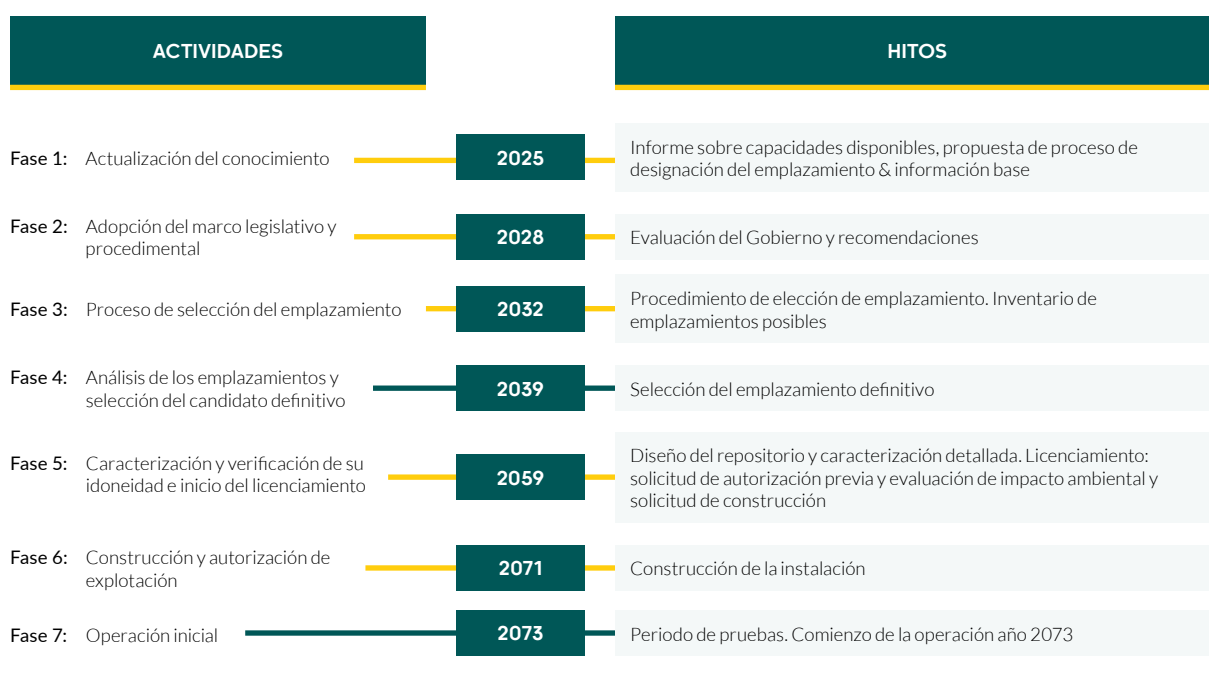 ACTIVIDADES
HITOS
Fase 1: Actualización del conocimiento
2025
Informe sobre capacidades disponibles, propuesta de proceso de
designación del emplazamiento & información base
Fase 2: Adopción del marco legislativo y
procedimental
2028
Evaluación del Gobierno y recomendaciones
Fase 3: Proceso de selección del emplazamiento
2032
Procedimiento de elección de emplazamiento. Inventario de
emplazamientos posibles
Fase 4: Análisis de los emplazamientos y
selección del candidato definitivo
2039
Selección del emplazamiento definitivo
Fase 5: Caracterización y verificación de su
idoneidad e inicio del licenciamiento
2059
Diseño del repositorio y caracterización detallada. Licenciamiento:
solicitud de autorización previa y evaluación de impacto ambiental y
solicitud de construcción
Fase 6: Construcción y autorización de
explotación
2071
Construcción de la instalación
Fase 7: Operación inicial
2073
Periodo de pruebas. Comienzo de la operación año 2073